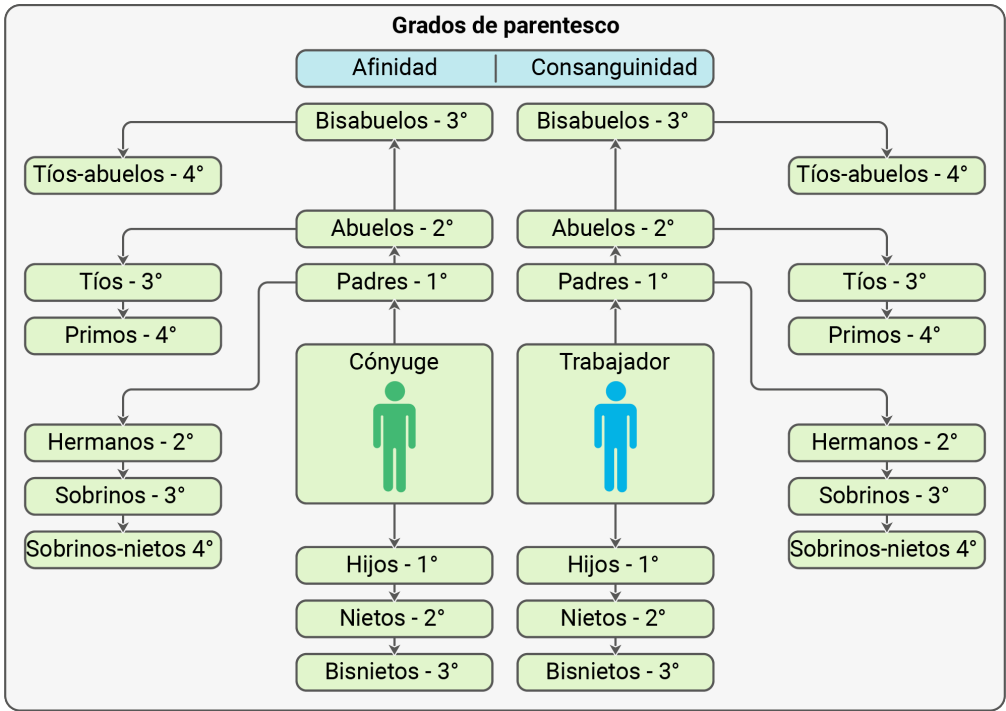 Grados de parentesco
Afinidad | Consanguinidad
Bisabuelos - 3°
Bisabuelos - 3°
Tíos-abuelos - 4°
Tíos-abuelos - 4°
Abuelos - 2°
Abuelos - 2°
Tíos - 3°
Padres - 1°
Padres - 1°
Tíos - 3°
Primos - 4°
Primos - 4°
Cónyuge
Trabajador
Hermanos - 2°
Hermanos - 2°
Sobrinos - 3°
Sobrinos - 3°
Sobrinos-nietos 4°
Sobrinos-nietos 4°
Hijos - 1°
Hijos - 1°
Nietos - 2°
Nietos - 2°
Bisnietos - 3°
Bisnietos - 3°